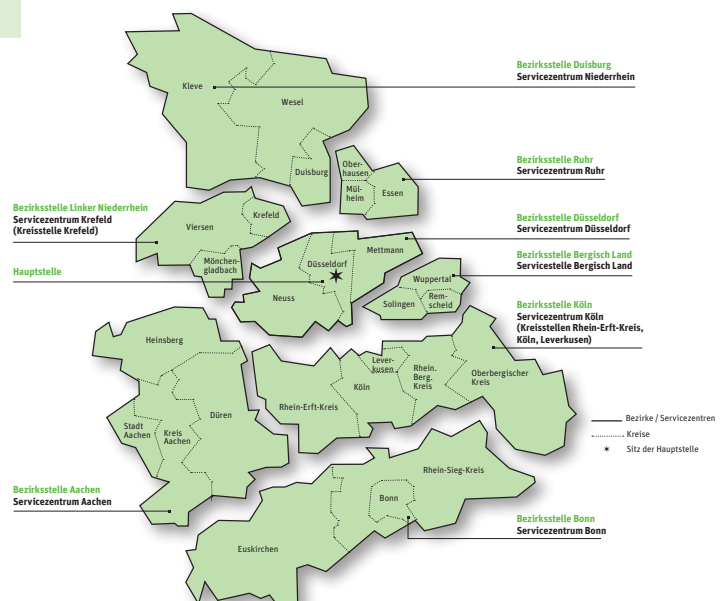 Bezirksstelle Duisburg
Servicezentrum Niederrhein
Kleve
Wesel
Duisburg
Ober-
hausen
Mül-
heim
Essen
Bezirksstelle Ruhr
Servicezentrum Ruhr
Bezirksstelle Linker Niederrhein
Servicezentrum Krefeld
(Kreisstelle Krefeld)
Viersen
Krefeld
Mönchen-
gladbach
Bezirksstelle Düsseldorf
Servicezentrum Düsseldorf
Hauptstelle
Düsseldorf
Mettmann
Neuss
Bezirksstelle Bergisch Land
Servicestelle Bergisch Land
Wuppertal
Solingen
Rem-
scheid
Bezirksstelle Köln
Servicezentrum Köln
(Kreisstellen Rhein-Erft-Kreis,
Köln, Leverkusen)
Heinsberg
Düren
Stadt
Aachen
Kreis
Aachen
Rhein-Erft-Kreis
Köln
Lever-
kusen
Rhein.
Berg.
Kreis
Oberbergischer
Kreis
Bezirke / Servicezentren
Kreise
Sitz der Hauptstelle
Bezirksstelle Aachen
Servicezentrum Aachen
Rhein-Sieg-Kreis
Bonn
Euskirchen
Bezirksstelle Bonn
Servicezentrum Bonn